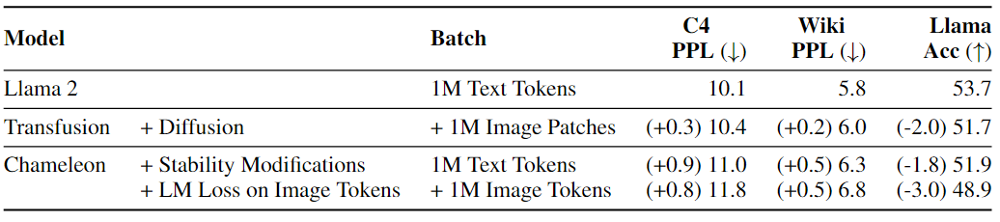 Model Batch C4 PPL (↓) Wiki PPL (↓) Llama Acc (↑)
Llama 2 1M Text Tokens 10.1 5.8 53.7
Transfusion + Diffusion + 1M Image Patches (+0.3) 10.4 (+0.2) 6.0 (-2.0) 51.7
Chameleon + Stability Modifications 1M Text Tokens (+0.9) 11.0 (+0.5) 6.3 (-1.8) 51.9
+ LM Loss on Image Tokens + 1M Image Tokens (+0.8) 11.8 (+0.5) 6.8 (-3.0) 48.9